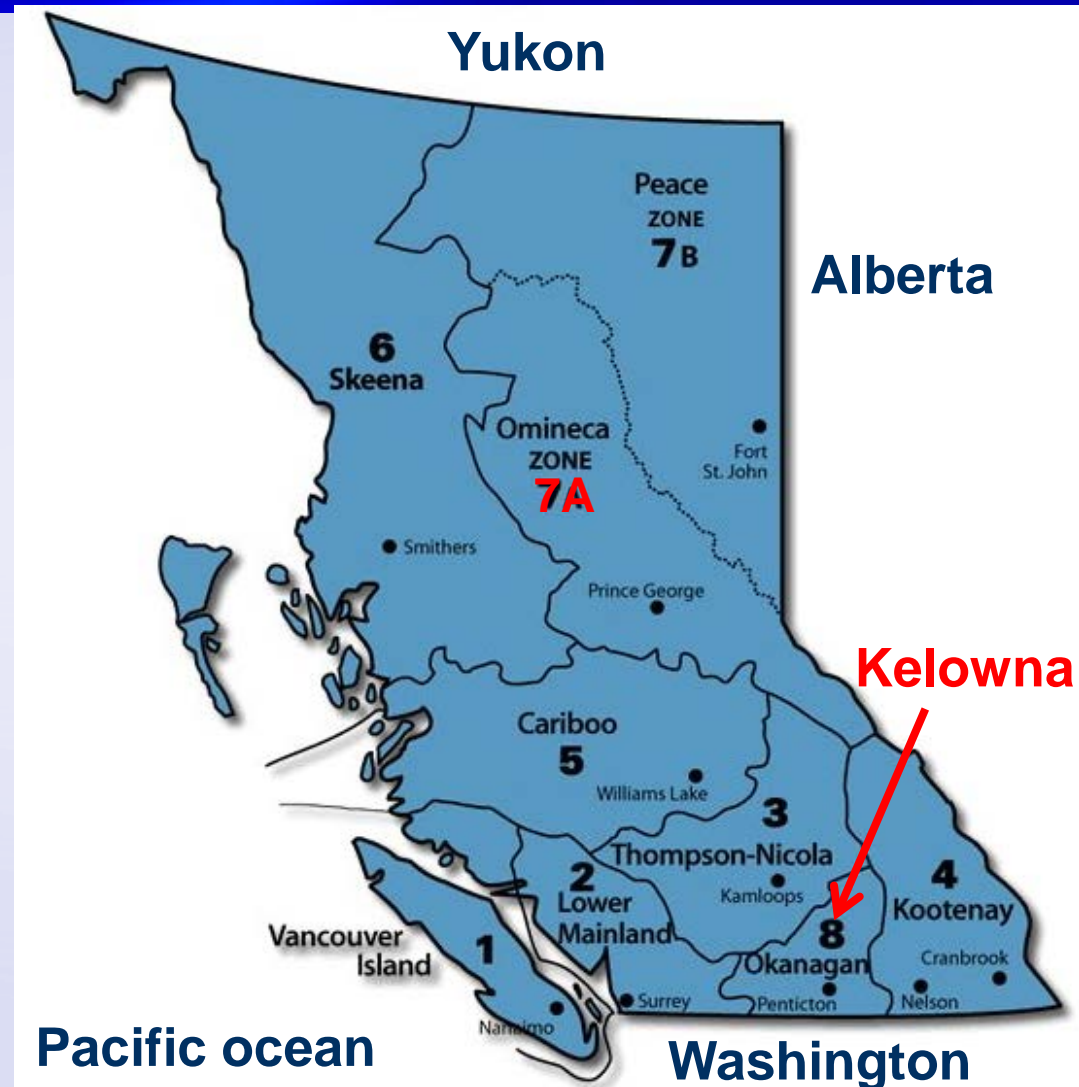 Yukon
Peace
ZONE
7B
Alberta
6
Skeena
Omineca
ZONE
7A
Fort
St. John
Smithers
Prince George
Kelowna
Cariboo
5
Williams Lake
3
Thompson-Nicola
Kamloops
2
Lower
Mainland
4
Kootenay
Vancouver
Island
1
8
Okanagan
Cranbrook
Surrey
Penticton
Nelson
Nanaimo
Pacific ocean
Washington